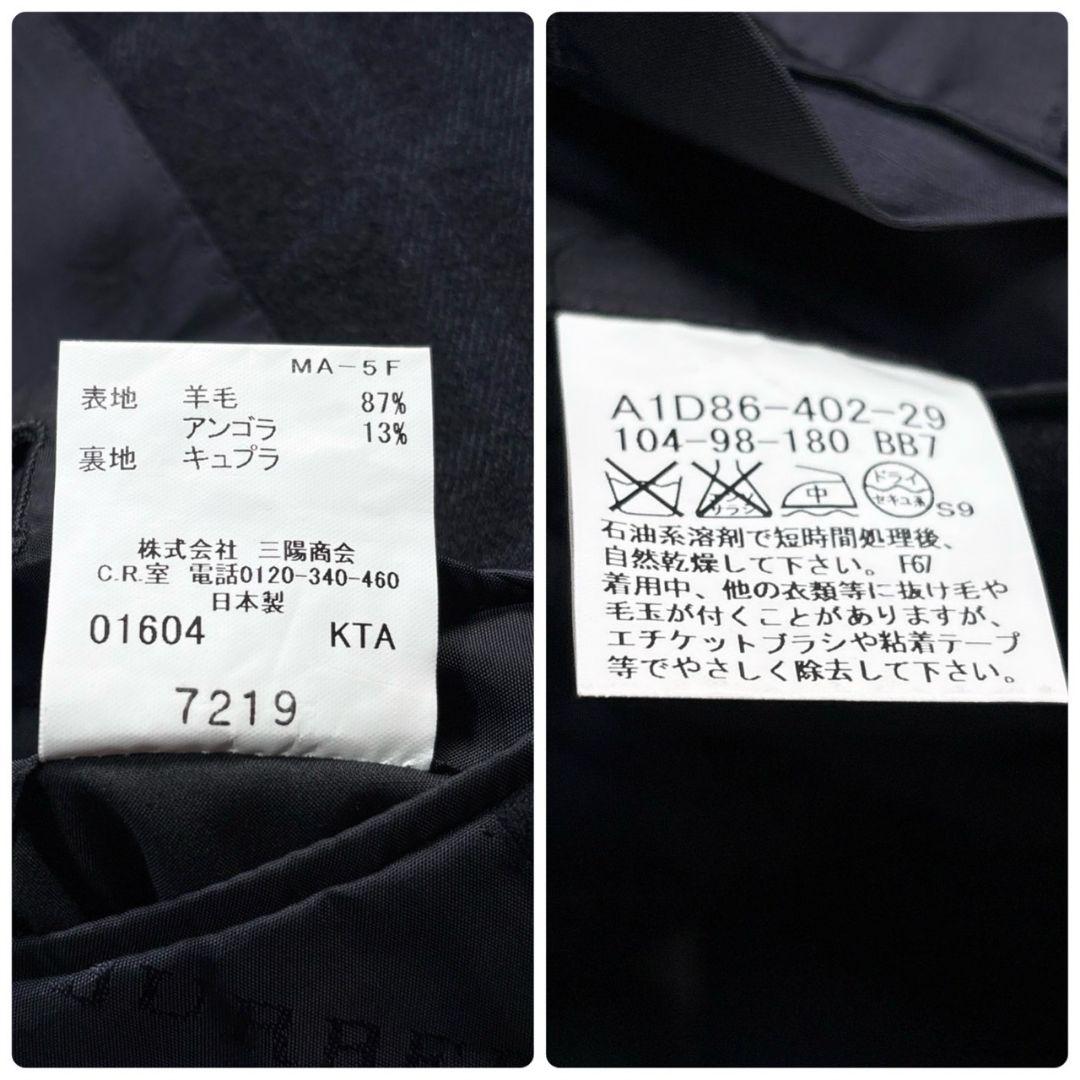 MA-5F
表地 羊毛 87%
アンゴラ 13%
裏地 キュプラ
株式会社 三陽商会
C.R.室 電話0120-340-460
日本製
01604 KTA
7219
A1D86-402-29
104-98-180 BB7
エンソ
サラシ
中
ドライ
セキユ系
S9
石油系溶剤で短時間処理後、
自然乾燥して下さい。 F67
着用中、他の衣類等に抜け毛や
毛玉が付くことがありますが、
エチケットブラシや粘着テープ
等でやさしく除去して下さい。